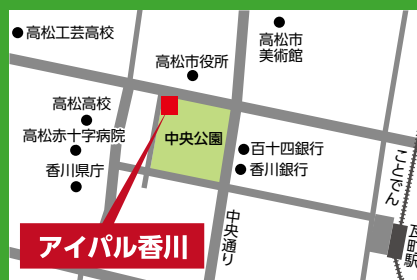 高松工芸高校
高松市
美術館
高松市役所
高松高校
高松赤十字病院
香川県庁
中央公園
百十四銀行
香川銀行
ことでん
瓦町駅
中央通り
アイパル香川